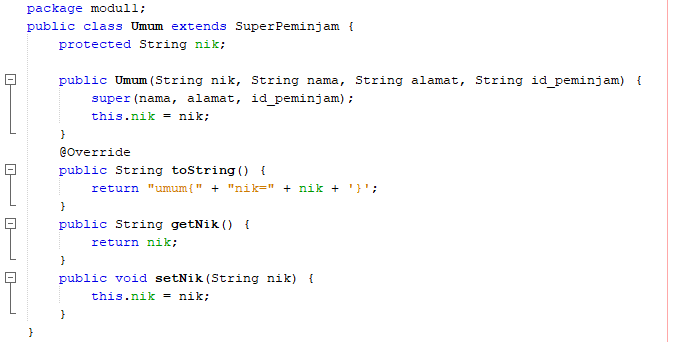 package modul1;
public class Umum extends SuperPeminjam {
    protected String nik;

    public Umum(String nik, String nama, String alamat, String id_peminjam) {
        super(nama, alamat, id_peminjam);
        this.nik = nik;
    }
    @Override
    public String toString() {
        return "umum{" + "nik=" + nik + '}';
    }
    public String getNik() {
        return nik;
    }
    public void setNik(String nik) {
        this.nik = nik;
    }
}